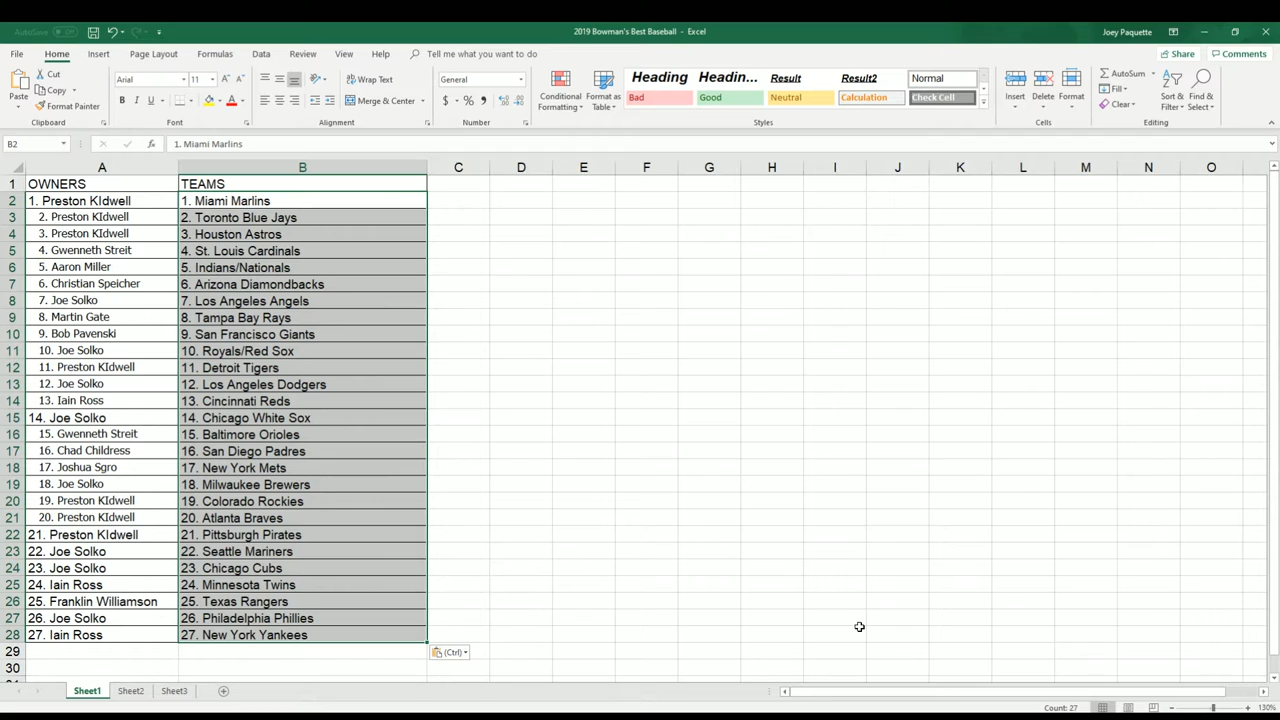 AutoSave Off 2019 Bowman's Best Baseball - Excel Joey Paquette
File Home Insert Page Layout Formulas Data Review View Help Tell me what you want to do Share Comments
Paste Cut Copy Format Painter Clipboard
Arial 11 A A B I U A Font
Wrap Text Merge & Center Alignment
General $ % , Number
Conditional Formatting Format as Table
Heading Headin... Result Result2 Normal
Bad Good Neutral Calculation Check Cell
Styles
Insert Delete Format Cells
AutoSum Fill Clear Sort & Filter Find & Select Editing
B2 fx 1. Miami Marlins
A B C D E F G H I J K L M N O
1 OWNERS TEAMS
2 1. Preston KIdwell 1. Miami Marlins
3 2. Preston KIdwell 2. Toronto Blue Jays
4 3. Preston KIdwell 3. Houston Astros
5 4. Gwenneth Streit 4. St. Louis Cardinals
6 5. Aaron Miller 5. Indians/Nationals
7 6. Christian Speicher 6. Arizona Diamondbacks
8 7. Joe Solko 7. Los Angeles Angels
9 8. Martin Gate 8. Tampa Bay Rays
10 9. Bob Pavenski 9. San Francisco Giants
11 10. Joe Solko 10. Royals/Red Sox
12 11. Preston KIdwell 11. Detroit Tigers
13 12. Joe Solko 12. Los Angeles Dodgers
14 13. Iain Ross 13. Cincinnati Reds
15 14. Joe Solko 14. Chicago White Sox
16 15. Gwenneth Streit 15. Baltimore Orioles
17 16. Chad Childress 16. San Diego Padres
18 17. Joshua Sgro 17. New York Mets
19 18. Joe Solko 18. Milwaukee Brewers
20 19. Preston KIdwell 19. Colorado Rockies
21 20. Preston KIdwell 20. Atlanta Braves
22 21. Preston KIdwell 21. Pittsburgh Pirates
23 22. Joe Solko 22. Seattle Mariners
24 23. Joe Solko 23. Chicago Cubs
25 24. Iain Ross 24. Minnesota Twins
26 25. Franklin Williamson 25. Texas Rangers
27 26. Joe Solko 26. Philadelphia Phillies
28 27. Iain Ross 27. New York Yankees
29 (Ctrl)
30
Sheet1 Sheet2 Sheet3
Count: 27 130%